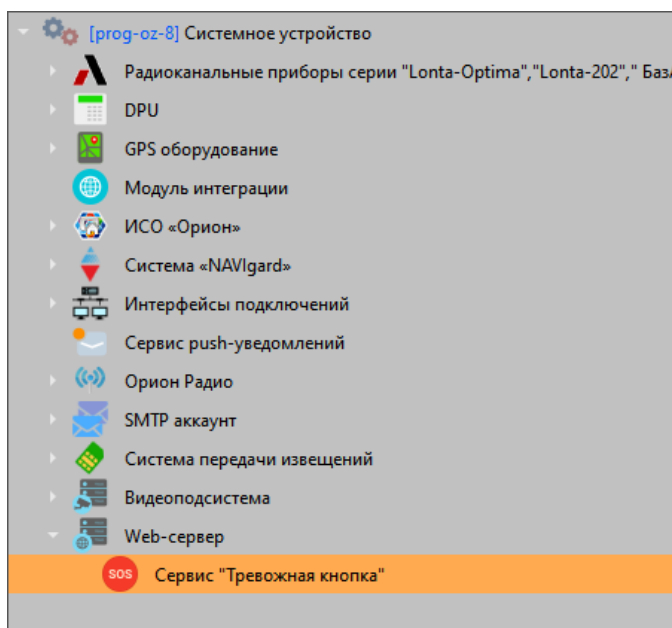 [prog-oz-8] Системное устройство
Радиоканальные приборы серии "Lonta-Optima","Lonta-202","
DPU
GPS оборудование
Модуль интеграции
ИСО «Орион»
Система «NAVIgard»
Интерфейсы подключений
Сервис push-уведомлений
Орион Радио
SMTP аккаунт
Система передачи извещений
Видеоподсистема
Web-сервер
SOS Сервис "Тревожная кнопка"